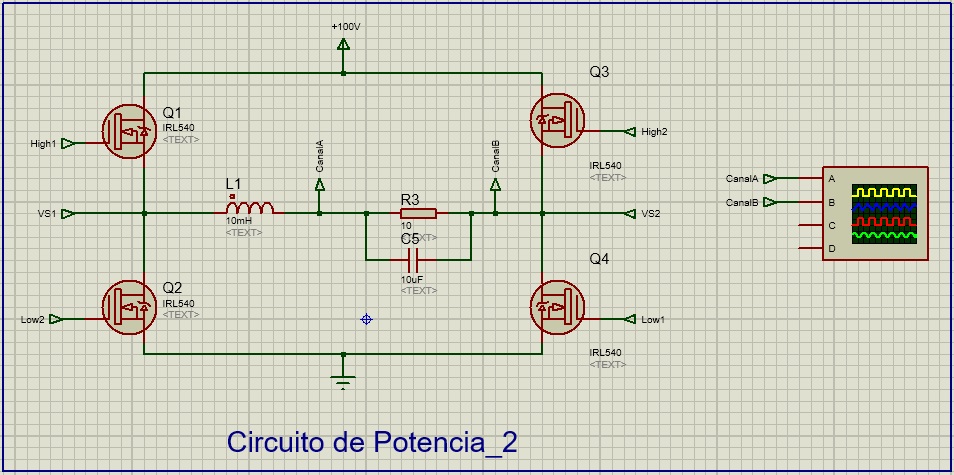 +100V
Q3
Q1
IRL540
<TEXT>
High1
High2
CanalA
CanalB
IRL540
<TEXT>
CanalA
A
CanalB
B
C
D
L1
R3
VS1
VS2
10mH
<TEXT>
10
<TEXT>
C5
10uF
<TEXT>
Q4
Q2
IRL540
<TEXT>
Low2
Low1
IRL540
<TEXT>
Circuito de Potencia_2